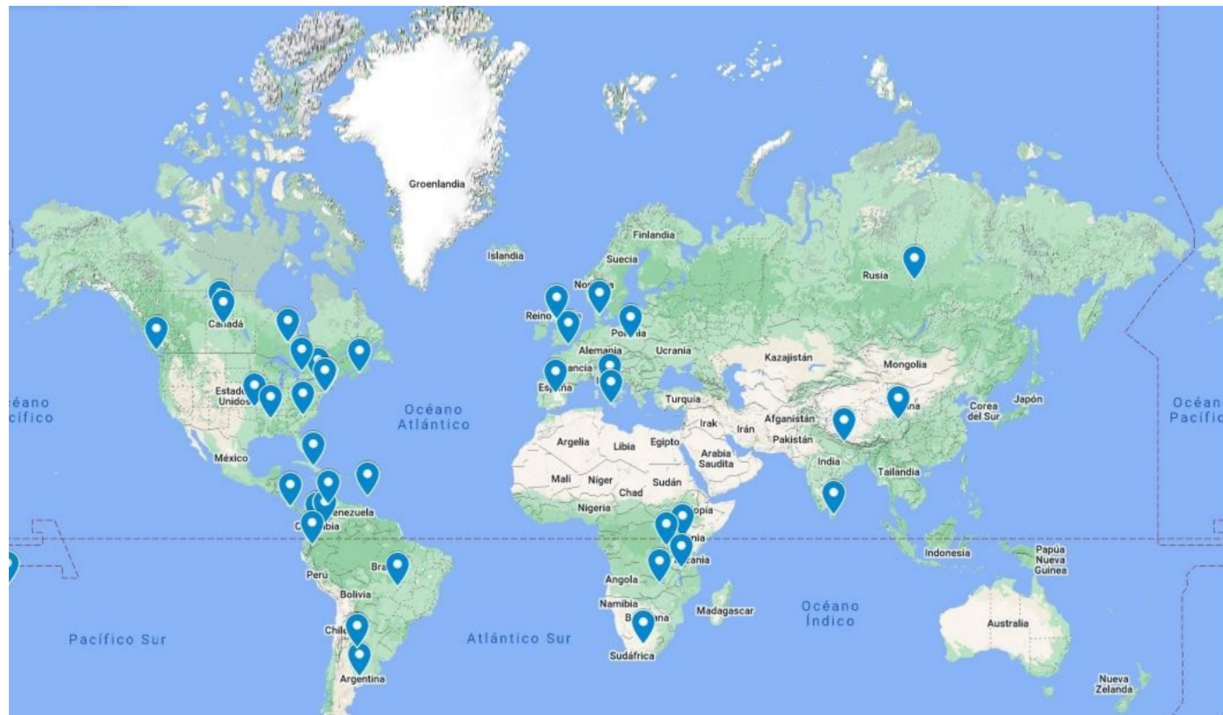 Groenlandia
Islandia
Finlandia
Suecia
Rusia
Canadá
Reino
Alemania
Ucrania
Kazajistán
Mongolia
Océano
Atlántico
Turquía
Afganistán
Corea
del Sur
Japón
Irak
Irán
Pakistán
Unidos
México
Argelia
Libia
Egipto
Arabia
Saudita
India
Tailandia
Malí
Níger
Chad
Sudán
Nigeria
Indonesia
Papúa
Nueva
Guinea
Perú
Bolivia
Angola
Namibia
Madagascar
Océano
Índico
Australia
Pacífico Sur
Atlántico Sur
Sudáfrica
Argentina
Nueva
Zelanda